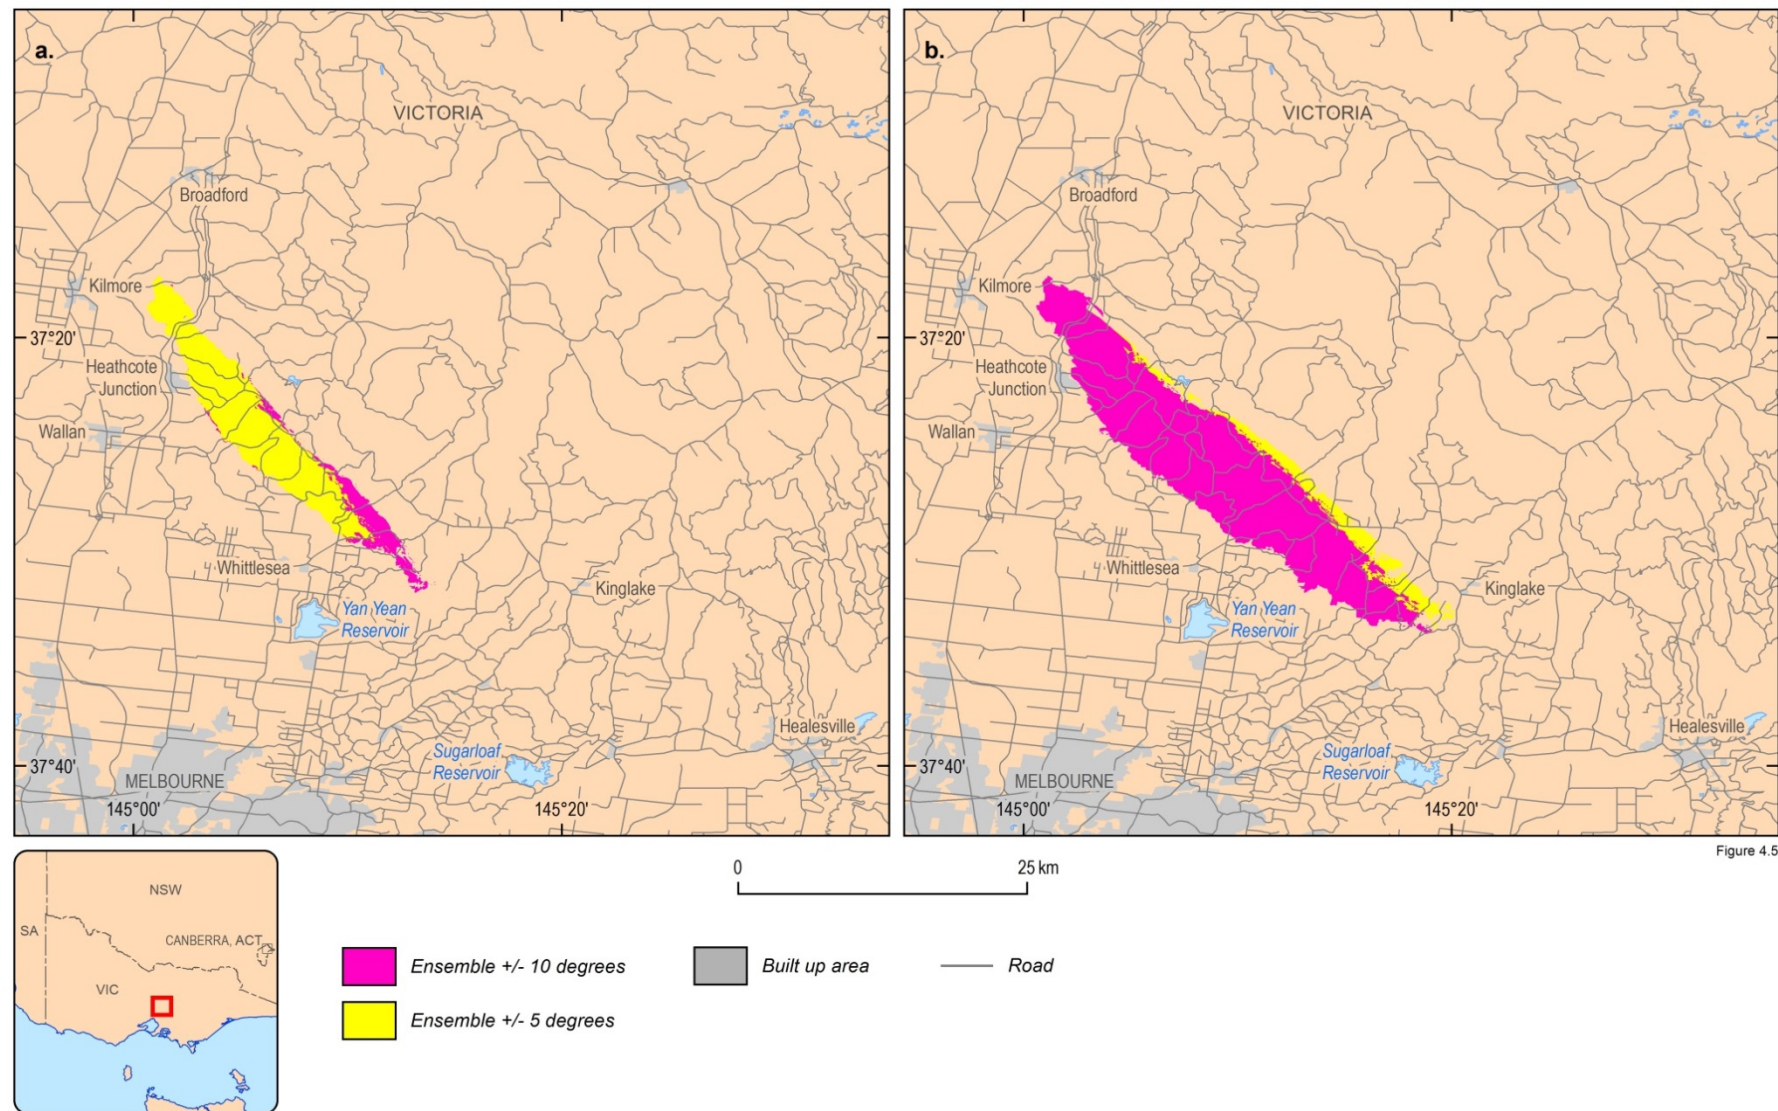 a.
VICTORIA
Broadford
Kilmore
37°20'
Heathcote
Junction
Wallan
Whittlesea
Kinglake
Yan Yean
Reservoir
Healesville
Sugarloaf
Reservoir
37°40'
MELBOURNE
145°00'
145°20'
b.
VICTORIA
Broadford
Kilmore
37°20'
Heathcote
Junction
Wallan
Whittlesea
Kinglake
Yan Yean
Reservoir
Healesville
Sugarloaf
Reservoir
37°40'
MELBOURNE
145°00'
145°20'
Figure 4.5
0
25 km
NSW
SA
CANBERRA, ACT
VIC
Ensemble +/- 10 degrees
Built up area
Road
Ensemble +/- 5 degrees